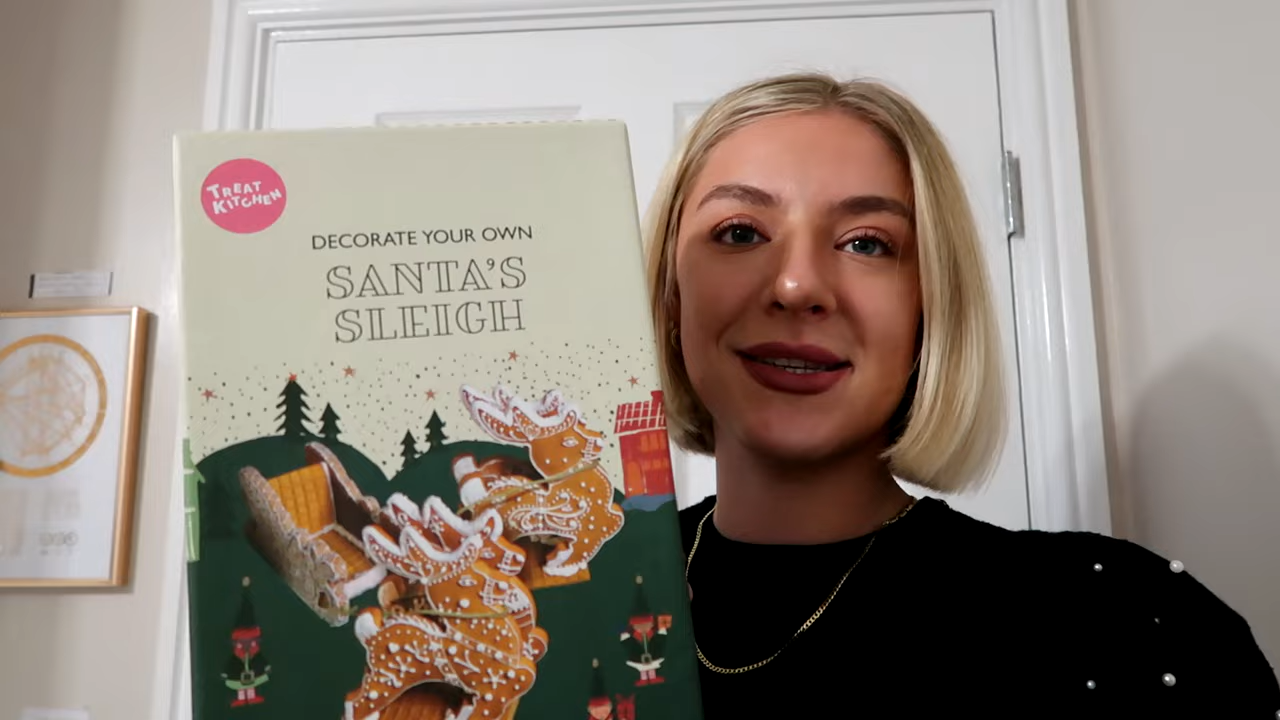 TREAT
KITCHEN
DECORATE YOUR OWN
SANTA'S
SLEIGH